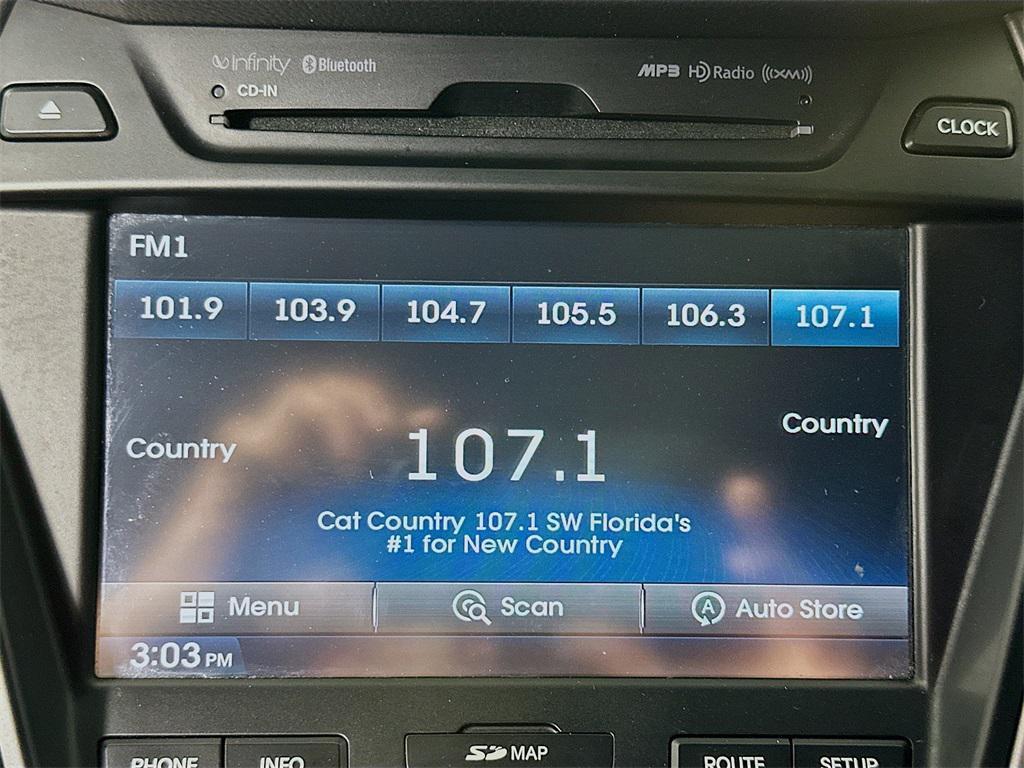 Infinity Bluetooth MP3 HD Radio ((XM))
CD-IN
CLOCK
FM1
101.9 103.9 104.7 105.5 106.3 107.1
Country
Country
107.1
Cat Country 107.1 SW Florida's
#1 for New Country
Menu Scan Auto Store
3:03 PM
PHONE INFO SD MAP ROUTE SETUP